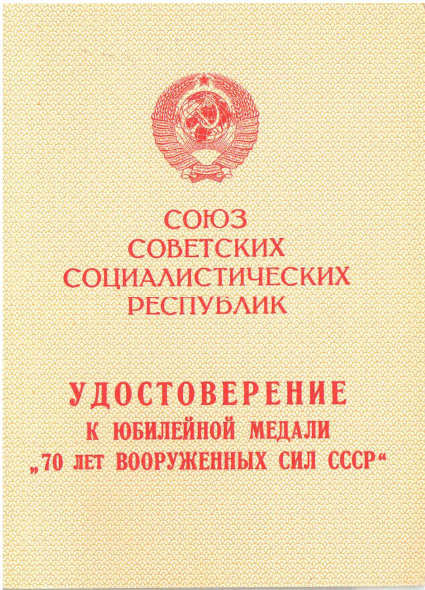 СОЮЗ
СОВЕТСКИХ
СОЦИАЛИСТИЧЕСКИХ
РЕСПУБЛИК
УДОСТОВЕРЕНИЕ
К ЮБИЛЕЙНОЙ МЕДАЛИ
„70 лет ВООРУЖЕННЫХ СИЛ СССР“